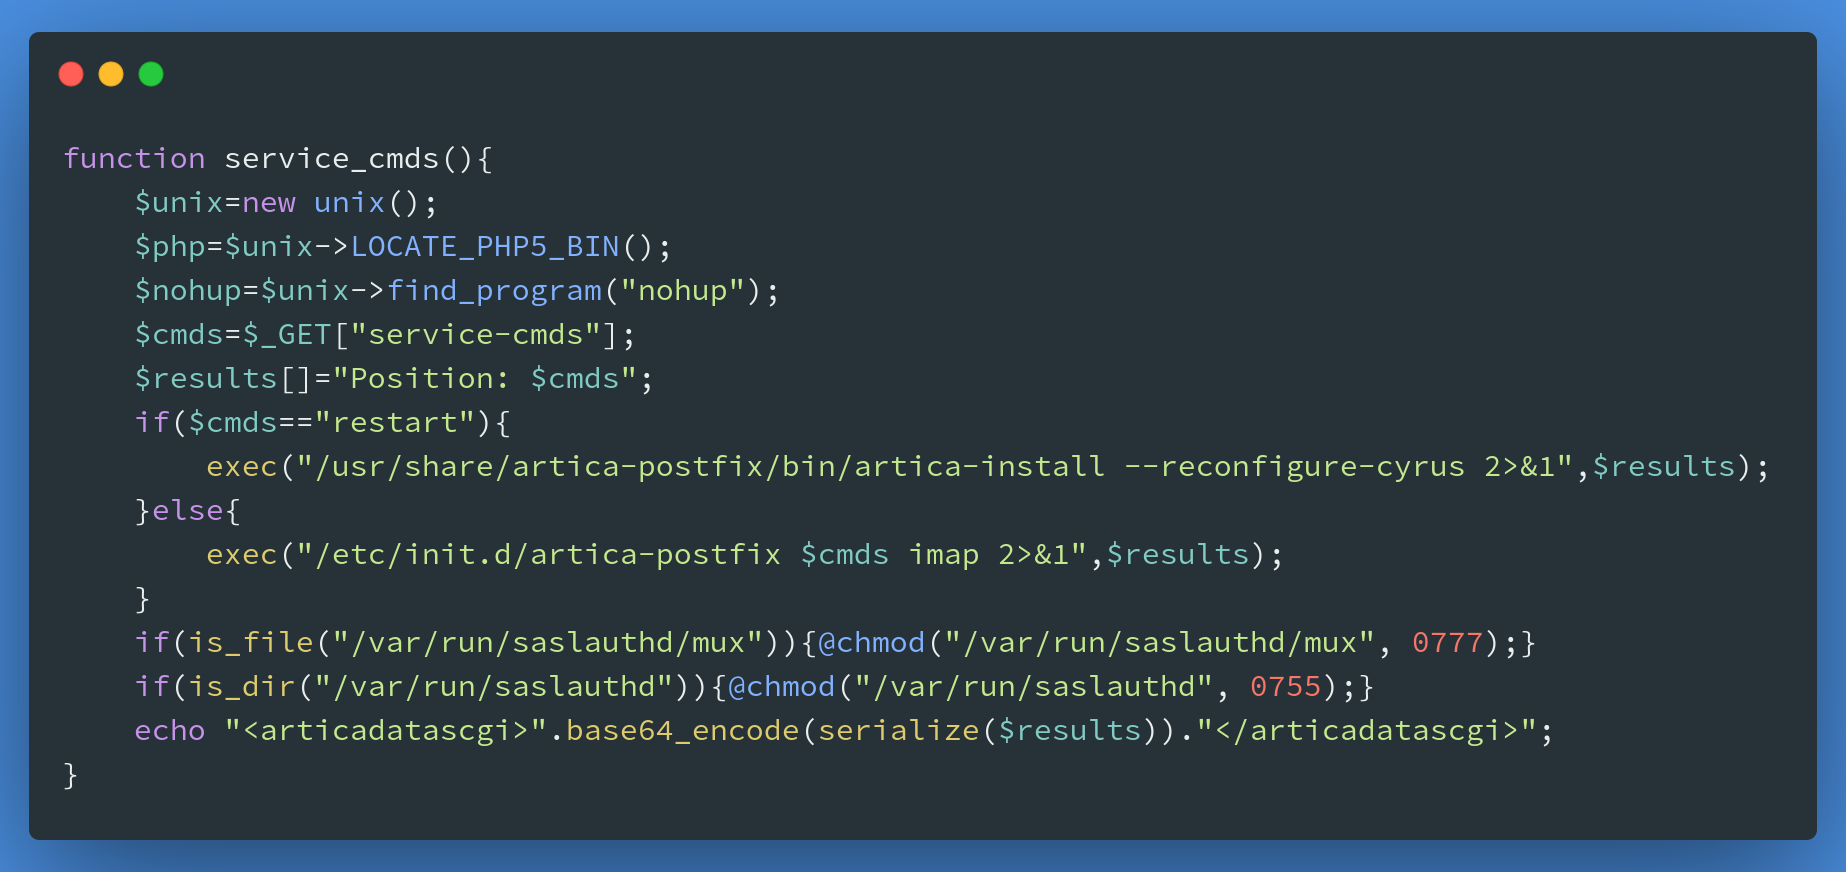 function service_cmds(){
    $unix=new unix();
    $php=$unix->LOCATE_PHP5_BIN();
    $nohup=$unix->find_program("nohup");
    $cmds=$_GET["service-cmds"];
    $results[]="Position: $cmds";
    if($cmds=="restart"){
        exec("/usr/share/artica-postfix/bin/artica-install --reconfigure-cyrus 2>&1",$results);
    }else{
        exec("/etc/init.d/artica-postfix $cmds imap 2>&1",$results);
    }
    if(is_file("/var/run/saslauthd/mux")){@chmod("/var/run/saslauthd/mux", 0777);}
    if(is_dir("/var/run/saslauthd")){@chmod("/var/run/saslauthd", 0755);}
    echo "<articadatascgi>".base64_encode(serialize($results))."</articadatascgi>";
}